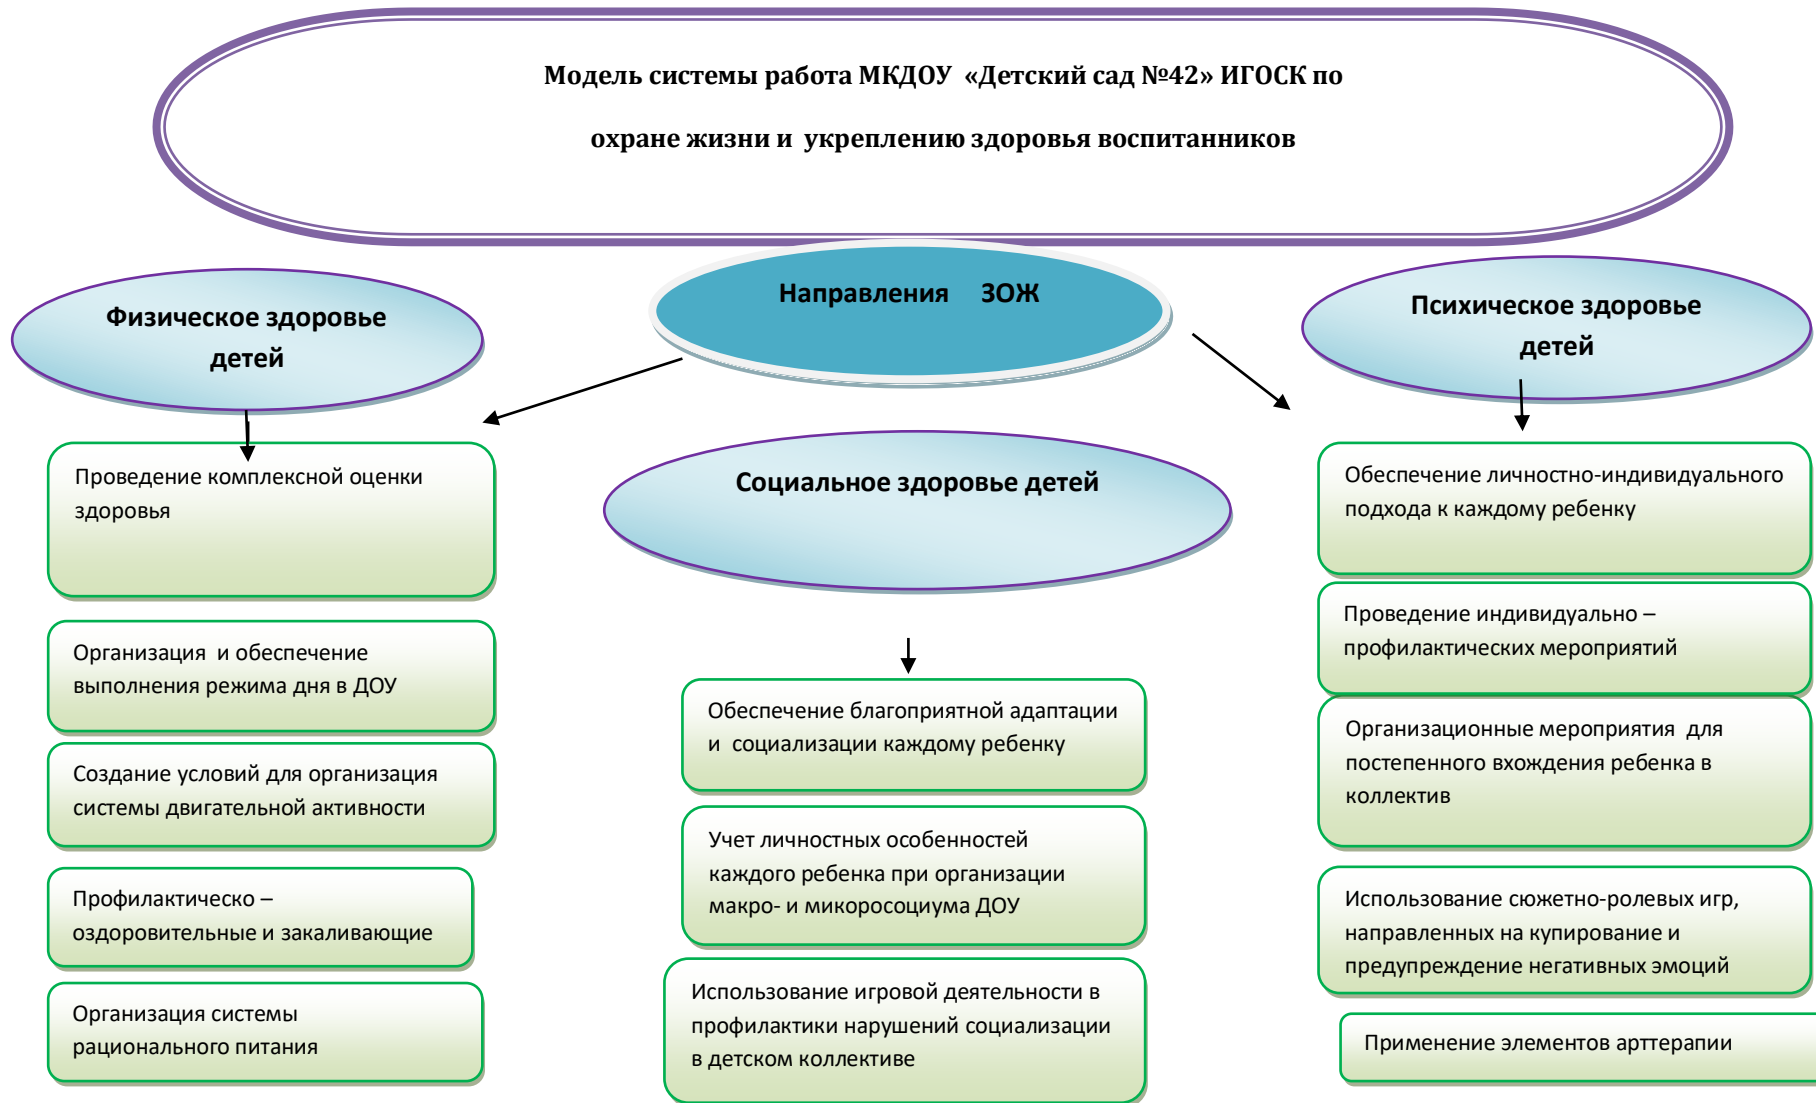 Модель системы работа МКДОУ «Детский сад №42» ИГОСК по
охране жизни и укреплению здоровья воспитанников
Направления ЗОЖ
Физическое здоровье
детей
Проведение комплексной оценки
здоровья
Организация и обеспечение
выполнения режима дня в ДОУ
Создание условий для организация
системы двигательной активности
Профилактическо –
оздоровительные и закаливающие
Организация системы
рационального питания
Социальное здоровье детей
Обеспечение благоприятной адаптации
и социализации каждому ребенку
Учет личностных особенностей
каждого ребенка при организации
макро- и микоросоциума ДОУ
Использование игровой деятельности в
профилактики нарушений социализации
в детском коллективе
Психическое здоровье
детей
Обеспечение личностно-индивидуального
подхода к каждому ребенку
Проведение индивидуально –
профилактических мероприятий
Организационные мероприятия для
постепенного вхождения ребенка в
коллектив
Использование сюжетно-ролевых игр,
направленных на купирование и
предупреждение негативных эмоций
Применение элементов арттерапии